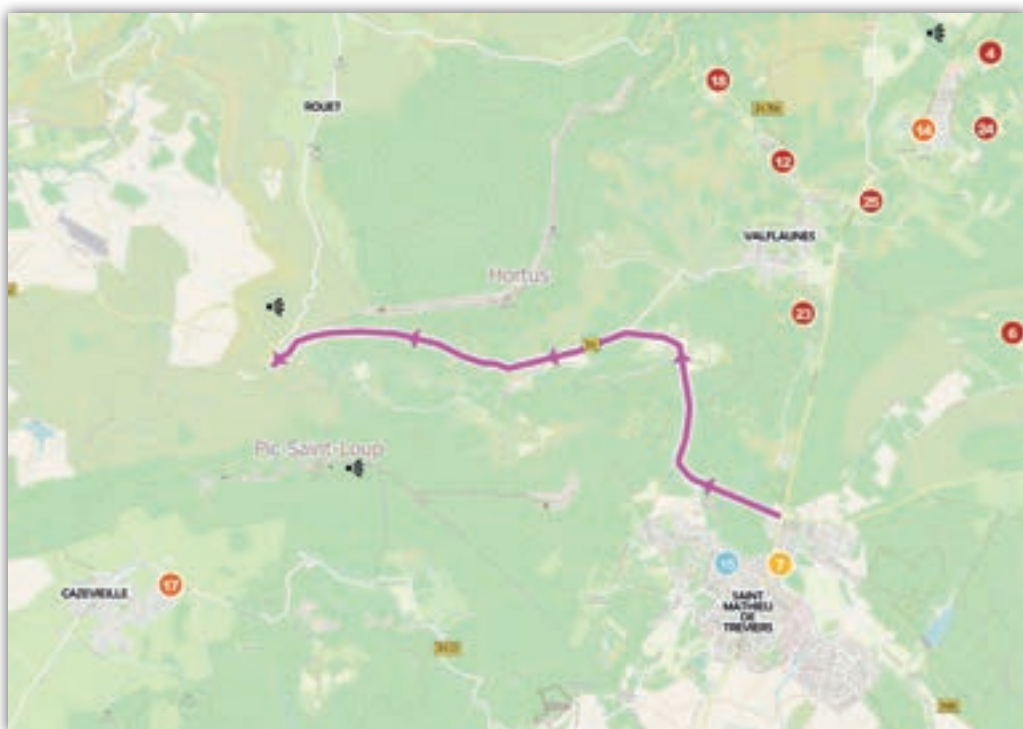 4
18
ROUET
14
24
12
25
VALFLAUNES
Hortus
23
6
Pic Saint-Loup
15
7
17
CAZEVIEILLE
SAINT
MATHIEU
DE
TREVIERS